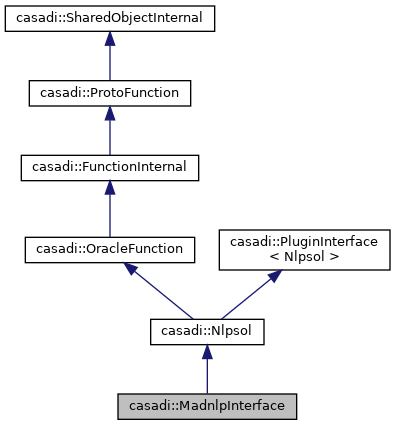 casadi::SharedObjectInternal
casadi::ProtoFunction
casadi::FunctionInternal
casadi::OracleFunction
casadi::PluginInterface
< Nlpsol >
casadi::Nlpsol
casadi::MadnlpInterface